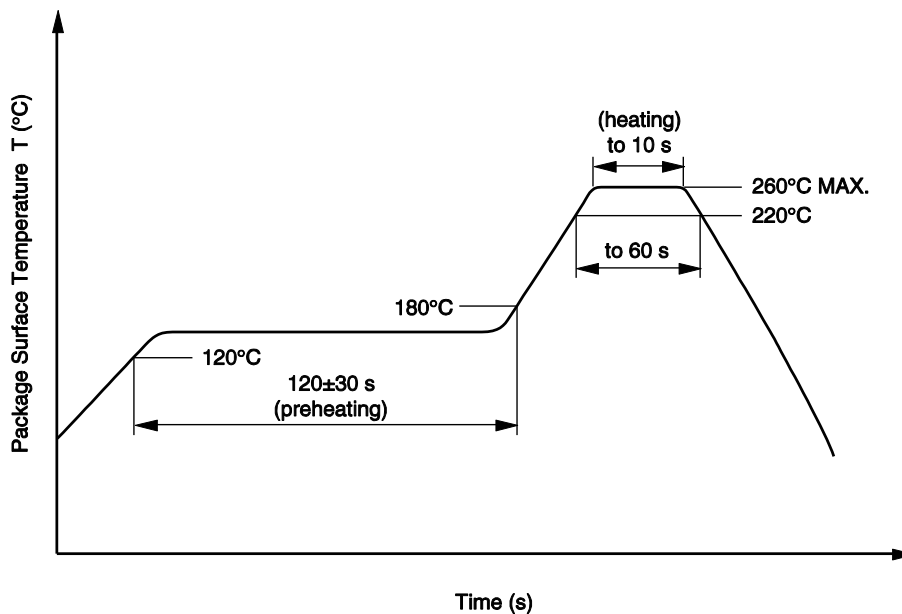 Package Surface Temperature T (°C)
(heating)
to 10 s
260°C MAX.
220°C
to 60 s
180°C
120°C
120±30 s
(preheating)
Time (s)